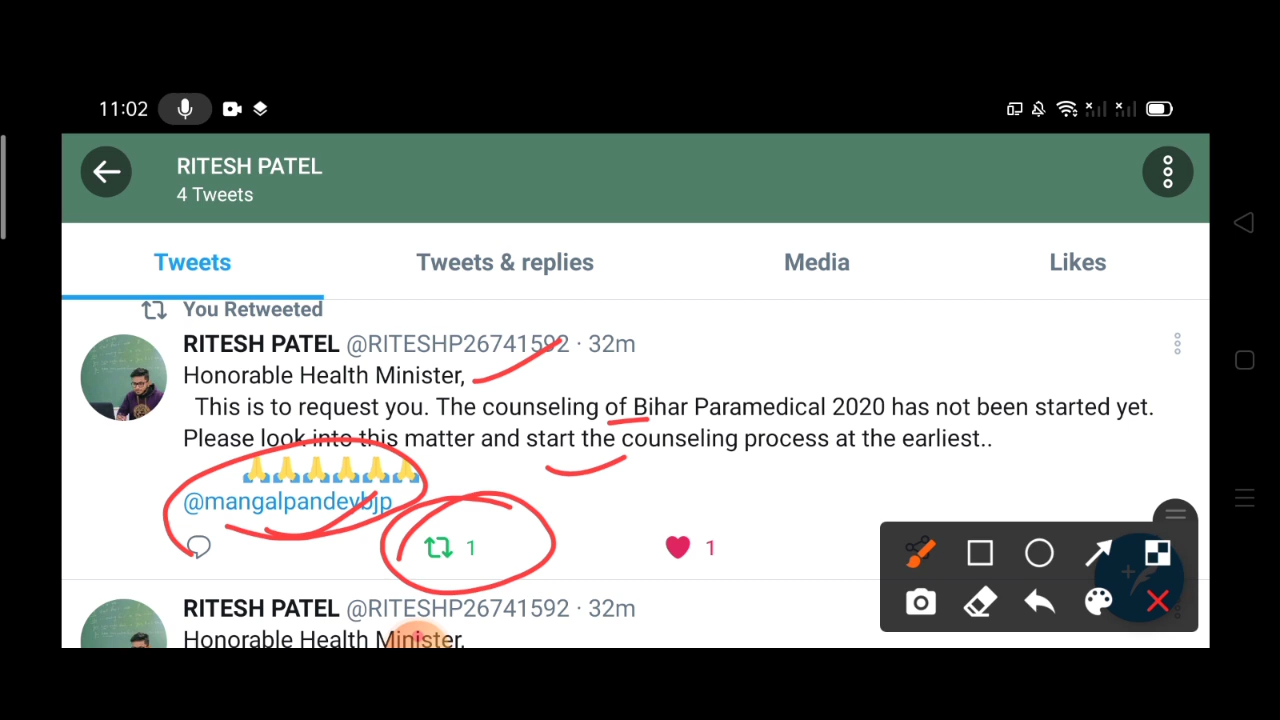 11:02
RITESH PATEL
4 Tweets
Tweets Tweets & replies Media Likes
You Retweeted
RITESH PATEL @RITESHP26741592 · 32m
Honorable Health Minister,
This is to request you. The counseling of Bihar Paramedical 2020 has not been started yet.
Please look into this matter and start the counseling process at the earliest..
🙏🙏🙏🙏🙏🙏
@mangalpandeybjp
1 1
RITESH PATEL @RITESHP26741592 · 32m
Honorable Health Minister,